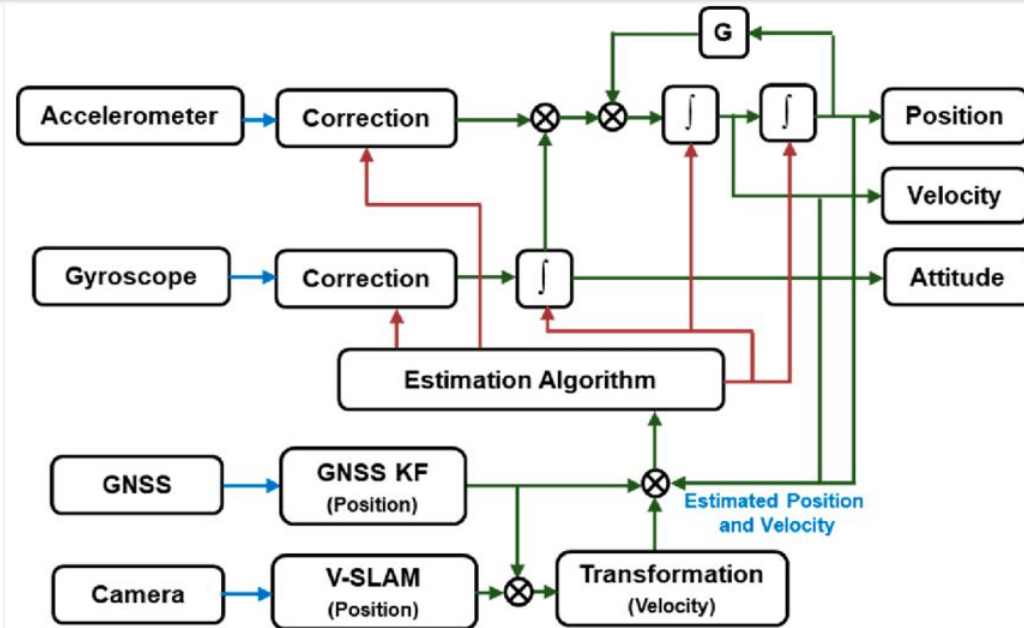 G
Accelerometer
Correction
∫
∫
Position
Velocity
Gyroscope
Correction
∫
Attitude
Estimation Algorithm
GNSS
GNSS KF
(Position)
Estimated Position
and Velocity
Camera
V-SLAM
(Position)
Transformation
(Velocity)